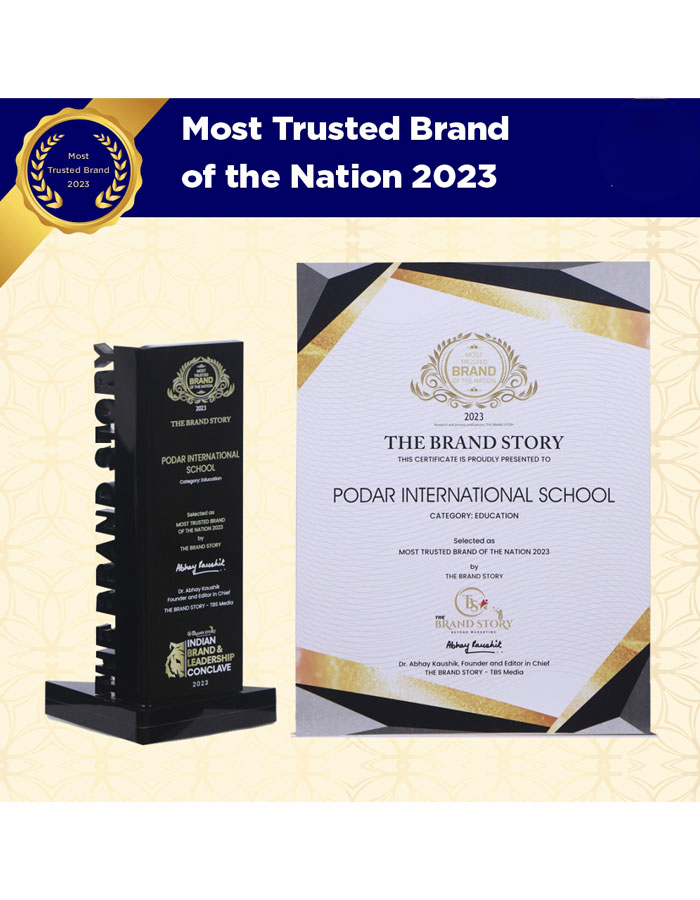 Most Trusted Brand
of the Nation 2023
Most
Trusted Brand
2023
THE BRAND STORY
MOST
TRUSTED
BRAND
OF THE NATION
2023
THE BRAND STORY
PODAR INTERNATIONAL
SCHOOL
Category: Education
Selected as
MOST TRUSTED BRAND
OF THE NATION 2023
by
THE BRAND STORY
Abhay Kaushik
Dr. Abhay Kaushik
Founder and Editor in Chief
THE BRAND STORY - TBS Media
INDIAN
BRAND &
LEADERSHIP
CONCLAVE
2023
MOST
TRUSTED
BRAND
OF THE NATION
2023
THE BRAND STORY
THIS CERTIFICATE IS PROUDLY PRESENTED TO
PODAR INTERNATIONAL SCHOOL
CATEGORY: EDUCATION
Selected as
MOST TRUSTED BRAND OF THE NATION 2023
by
THE BRAND STORY
TBS
THE
BRAND STORY
BEYOND MARKETING
Abhay Kaushik
Dr. Abhay Kaushik, Founder and Editor in Chief
THE BRAND STORY - TBS Media